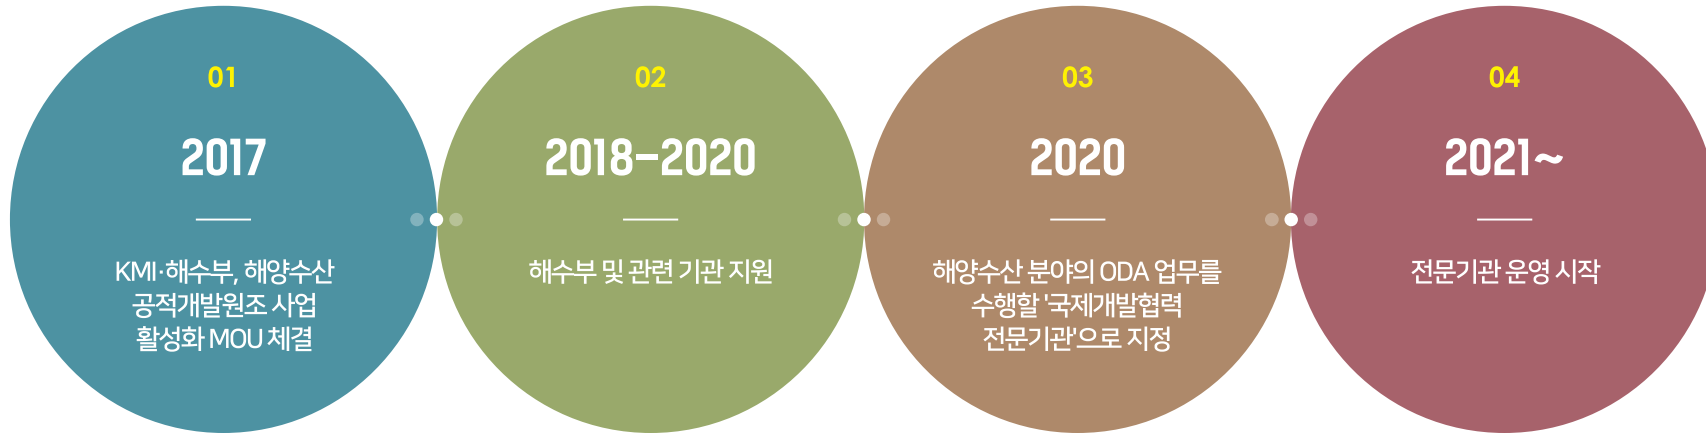 01
2017
KMI·해수부, 해양수산
공적개발원조 사업
활성화 MOU 체결
02
2018-2020
해수부 및 관련 기관 지원
03
2020
해양수산 분야의 ODA 업무를
수행할 '국제개발협력
전문기관'으로 지정
04
2021~
전문기관 운영 시작